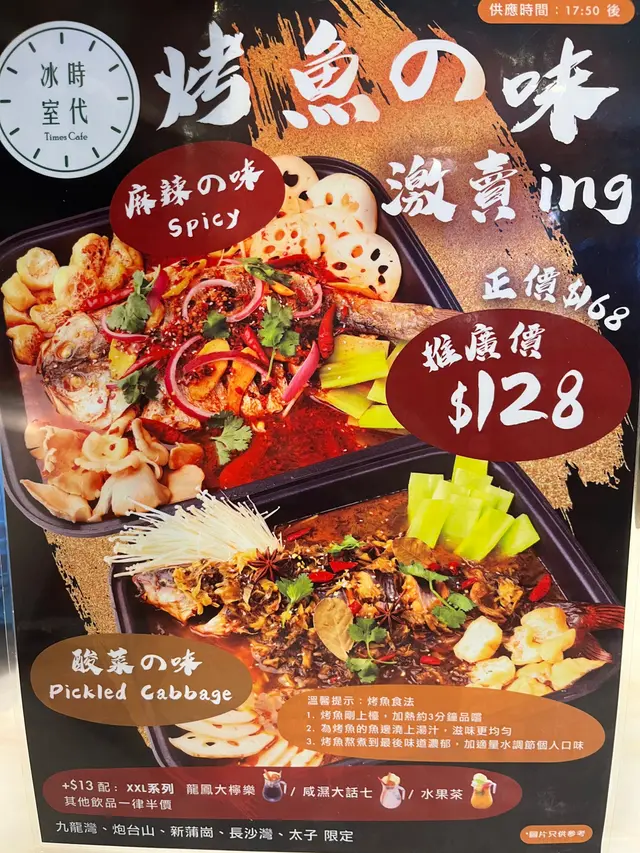 供應時間：17:50 後
冰時
室代
Times Cafe
烤魚の味
激賣ing
麻辣の味
Spicy
正價$168
推廣價
$128
酸菜の味
Pickled Cabbage
溫馨提示：烤魚食法
1. 烤魚剛上檯，加熱約3分鐘品嚐
2. 為烤魚的魚邊澆上湯汁，滋味更均勻
3. 烤魚熬煮到最後味道濃郁，加適量水調節個人口味
+$13 配： XXL系列 龍鳳大檸樂 / 咸濕大話七 / 水果茶
其他飲品一律半價
九龍灣、炮台山、新蒲崗、長沙灣、太子 限定
*圖片只供參考